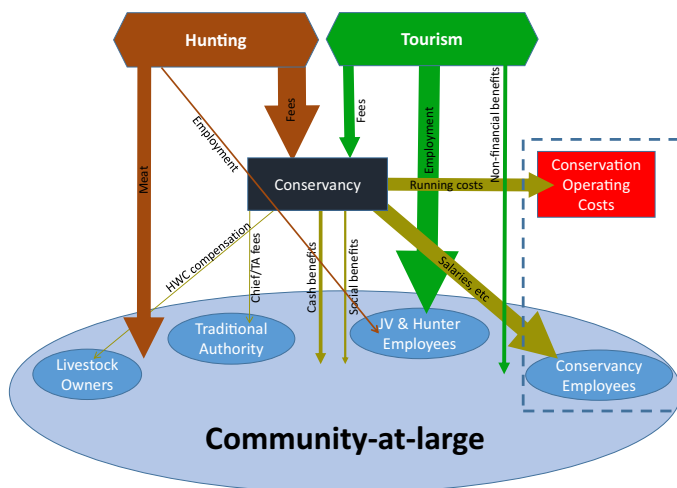 Hunting
Tourism
Fees
Fees
Employment
Employment
Non-financial benefits
Meat
Conservancy
Running costs
Conservation
Operating
Costs
HWC compensation
Chief/TA fees
Cash benefits
Social benefits
Salaries, etc
Traditional
Authority
JV & Hunter
Employees
Livestock
Owners
Conservancy
Employees
Community-at-large